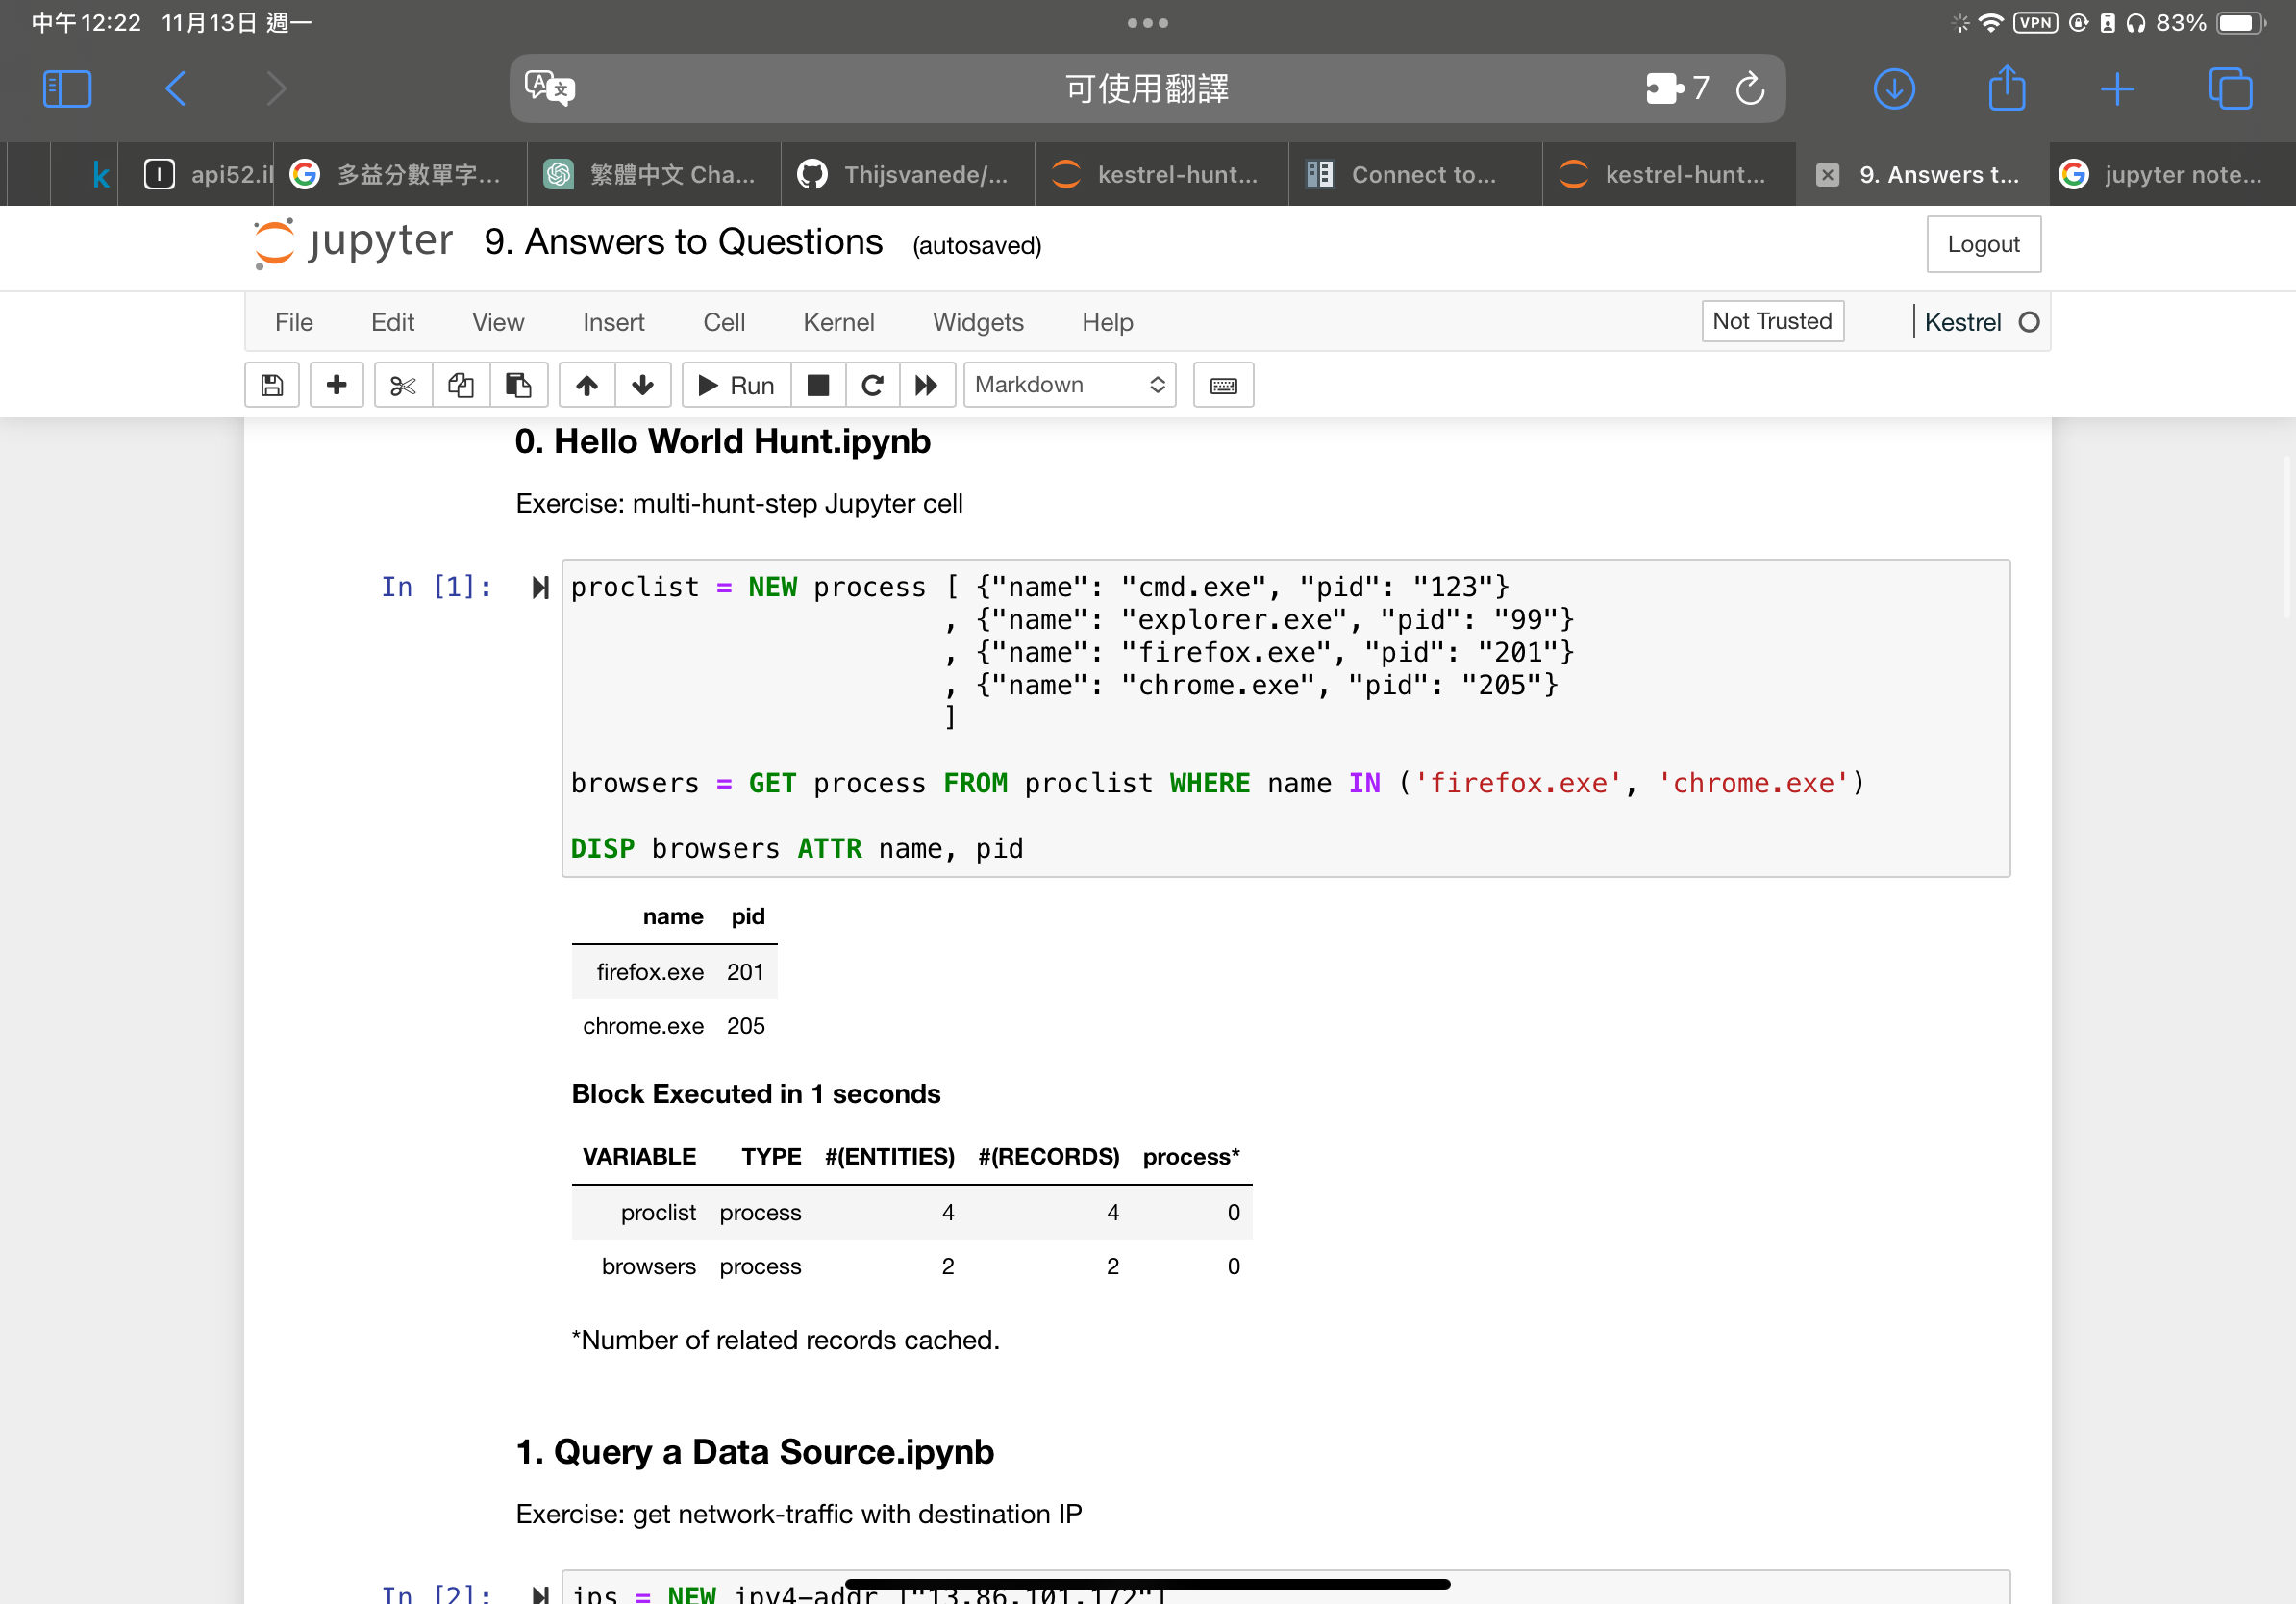 中午12:22 11月13日 週一
VPN 83%
可使用翻譯 7
k api52.il 多益分數單字... 繁體中文 Cha... Thijsvanede/... kestrel-hunt... Connect to... kestrel-hunt... 9. Answers t... jupyter note...
jupyter 9. Answers to Questions (autosaved) Logout
File Edit View Insert Cell Kernel Widgets Help Not Trusted Kestrel
Run Markdown
0. Hello World Hunt.ipynb
Exercise: multi-hunt-step Jupyter cell
In [1]: proclist = NEW process [ {"name": "cmd.exe", "pid": "123"}
, {"name": "explorer.exe", "pid": "99"}
, {"name": "firefox.exe", "pid": "201"}
, {"name": "chrome.exe", "pid": "205"}
]
browsers = GET process FROM proclist WHERE name IN ('firefox.exe', 'chrome.exe')
DISP browsers ATTR name, pid
name pid
firefox.exe 201
chrome.exe 205
Block Executed in 1 seconds
VARIABLE TYPE #(ENTITIES) #(RECORDS) process*
proclist process 4 4 0
browsers process 2 2 0
*Number of related records cached.
1. Query a Data Source.ipynb
Exercise: get network-traffic with destination IP
In [2]: ips = NEW ipv4-addr ["13.86.101.172"]